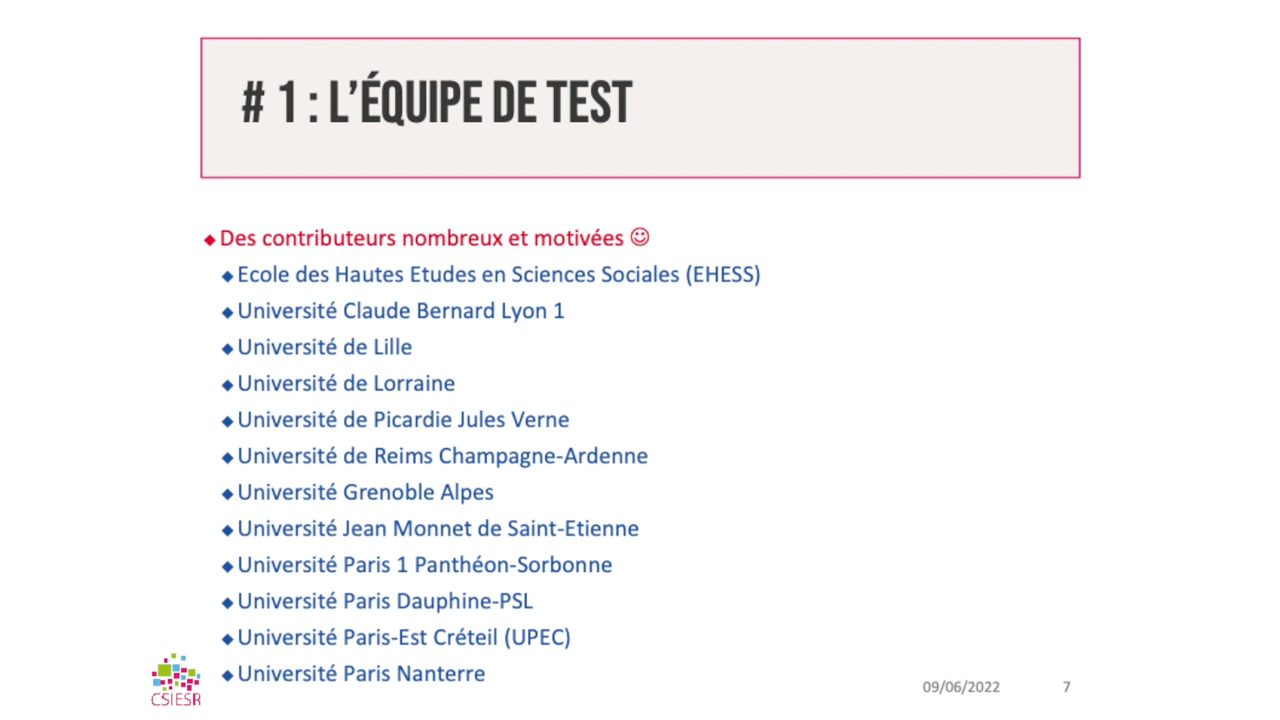 # 1 : L’ÉQUIPE DE TEST
Des contributeurs nombreux et motivées ☺
Ecole des Hautes Etudes en Sciences Sociales (EHESS)
Université Claude Bernard Lyon 1
Université de Lille
Université de Lorraine
Université de Picardie Jules Verne
Université de Reims Champagne-Ardenne
Université Grenoble Alpes
Université Jean Monnet de Saint-Etienne
Université Paris 1 Panthéon-Sorbonne
Université Paris Dauphine-PSL
Université Paris-Est Créteil (UPEC)
Université Paris Nanterre
CSIESR
09/06/2022
7